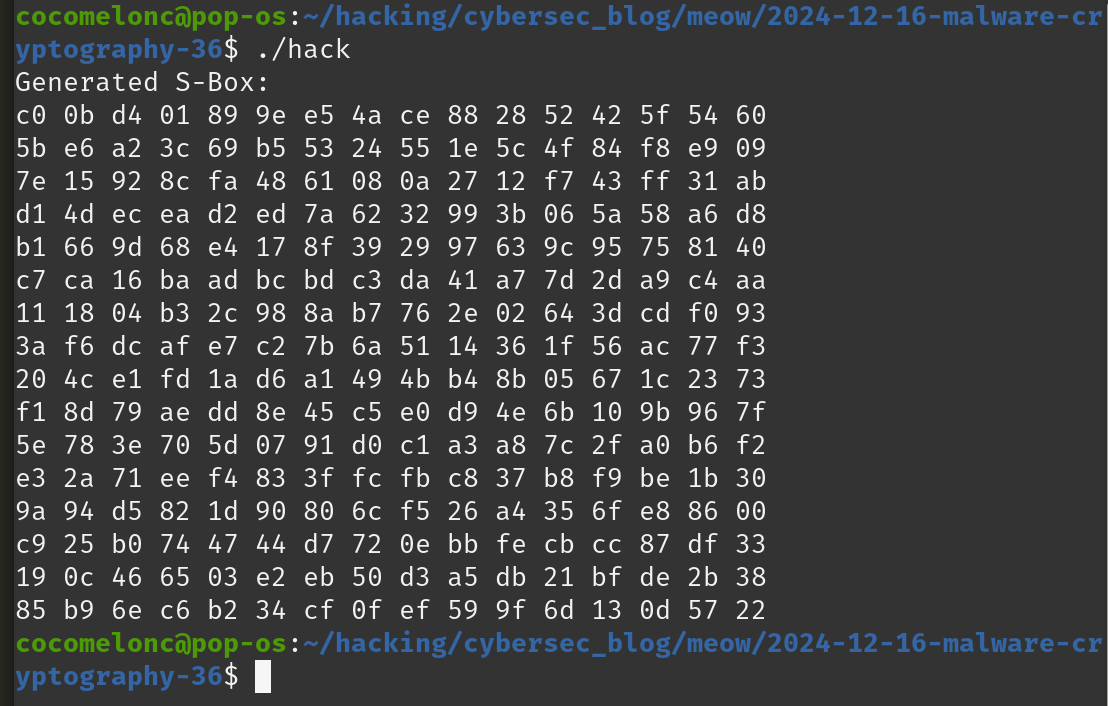 cocomelonc@pop-os:~/hacking/cybersec_blog/meow/2024-12-16-malware-cr
yptography-36$ ./hack
Generated S-Box:
c0 0b d4 01 89 9e e5 4a ce 88 28 52 42 5f 54 60
5b e6 a2 3c 69 b5 53 24 55 1e 5c 4f 84 f8 e9 09
7e 15 92 8c fa 48 61 08 0a 27 12 f7 43 ff 31 ab
d1 4d ec ea d2 ed 7a 62 32 99 3b 06 5a 58 a6 d8
b1 66 9d 68 e4 17 8f 39 29 97 63 9c 95 75 81 40
c7 ca 16 ba ad bc bd c3 da 41 a7 7d 2d a9 c4 aa
11 18 04 b3 2c 98 8a b7 76 2e 02 64 3d cd f0 93
3a f6 dc af e7 c2 7b 6a 51 14 36 1f 56 ac 77 f3
20 4c e1 fd 1a d6 a1 49 4b b4 8b 05 67 1c 23 73
f1 8d 79 ae dd 8e 45 c5 e0 d9 4e 6b 10 9b 96 7f
5e 78 3e 70 5d 07 91 d0 c1 a3 a8 7c 2f a0 b6 f2
e3 2a 71 ee f4 83 3f fc fb c8 37 b8 f9 be 1b 30
9a 94 d5 82 1d 90 80 6c f5 26 a4 35 6f e8 86 00
c9 25 b0 74 47 44 d7 72 0e bb fe cb cc 87 df 33
19 0c 46 65 03 e2 eb 50 d3 a5 db 21 bf de 2b 38
85 b9 6e c6 b2 34 cf 0f ef 59 9f 6d 13 0d 57 22
cocomelonc@pop-os:~/hacking/cybersec_blog/meow/2024-12-16-malware-cr
yptography-36$